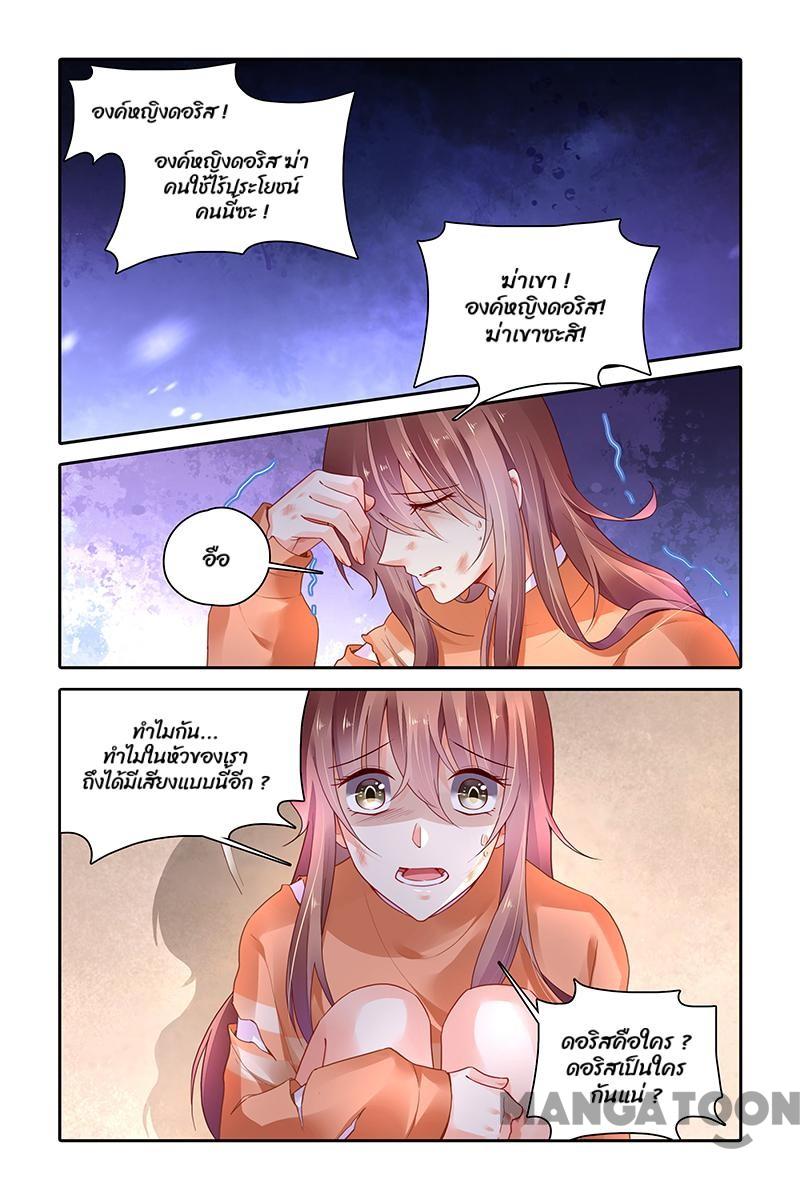 องค์หญิงดอริส !
องค์หญิงดอริส ฆ่า
คนใช้ไร้ประโยชน์
คนนี้ซะ !
ฆ่าเขา !
องค์หญิงดอริส!
ฆ่าเขาซะสิ!
อือ
ทำไมกัน...
ทำไมในหัวของเรา
ถึงได้มีเสียงแบบนี้อีก ?
ดอริสคือใคร ?
ดอริสเป็นใคร
กันแน่ ?
MANGATOON